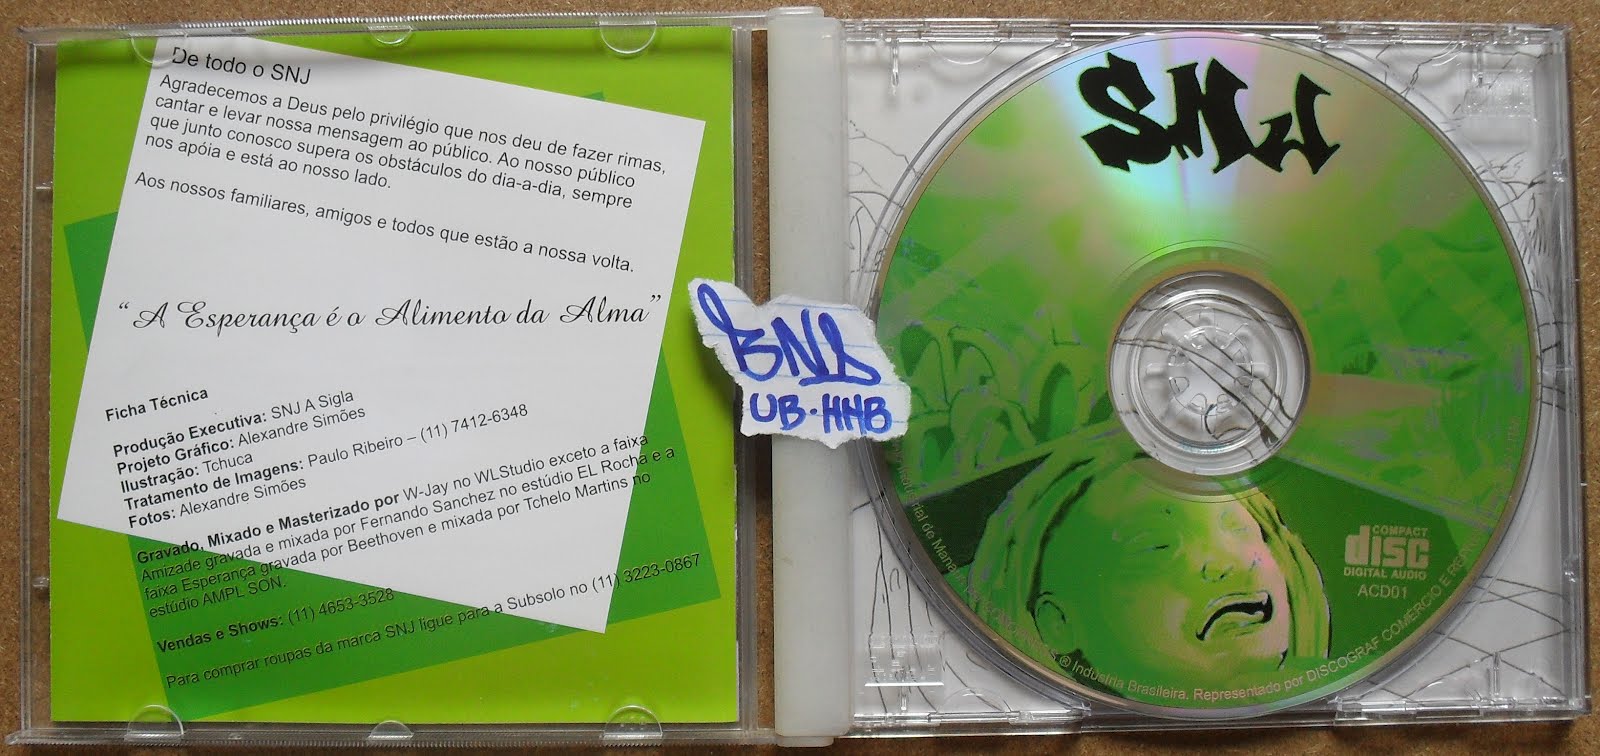 De todo o SNJ
Agradecemos a Deus pelo privilégio que nos deu de fazer rimas,
cantar e levar nossa mensagem ao público. Ao nosso público
que junto conosco supera os obstáculos do dia-a-dia, sempre
nos apóia e está ao nosso lado.
Aos nossos familiares, amigos e todos que estão a nossa volta.
“A Esperança é o Alimento da Alma”
Ficha Técnica
Produção Executiva: SNJ A Sigla
Projeto Gráfico: Alexandre Simões
Ilustração: Tchuca
Tratamento de Imagens: Paulo Ribeiro – (11) 7412-6348
Fotos: Alexandre Simões
Gravado, Mixado e Masterizado por W-Jay no WLStudio exceto a faixa
Amizade gravada e mixada por Fernando Sanchez no estúdio EL Rocha e a
faixa Esperança gravada por Beethoven e mixada por Tchelo Martins no
estúdio AMPL SON.
Vendas e Shows: (11) 4653-3528
Para comprar roupas da marca SNJ ligue para a Subsolo no (11) 3223-0867
SNJ
UB-HHB
SNJ
COMPACT
disc
DIGITAL AUDIO
ACD01
Industrial de Mana
® Indústria Brasileira. Representado por DISCOGRAF COMÉRCIO E